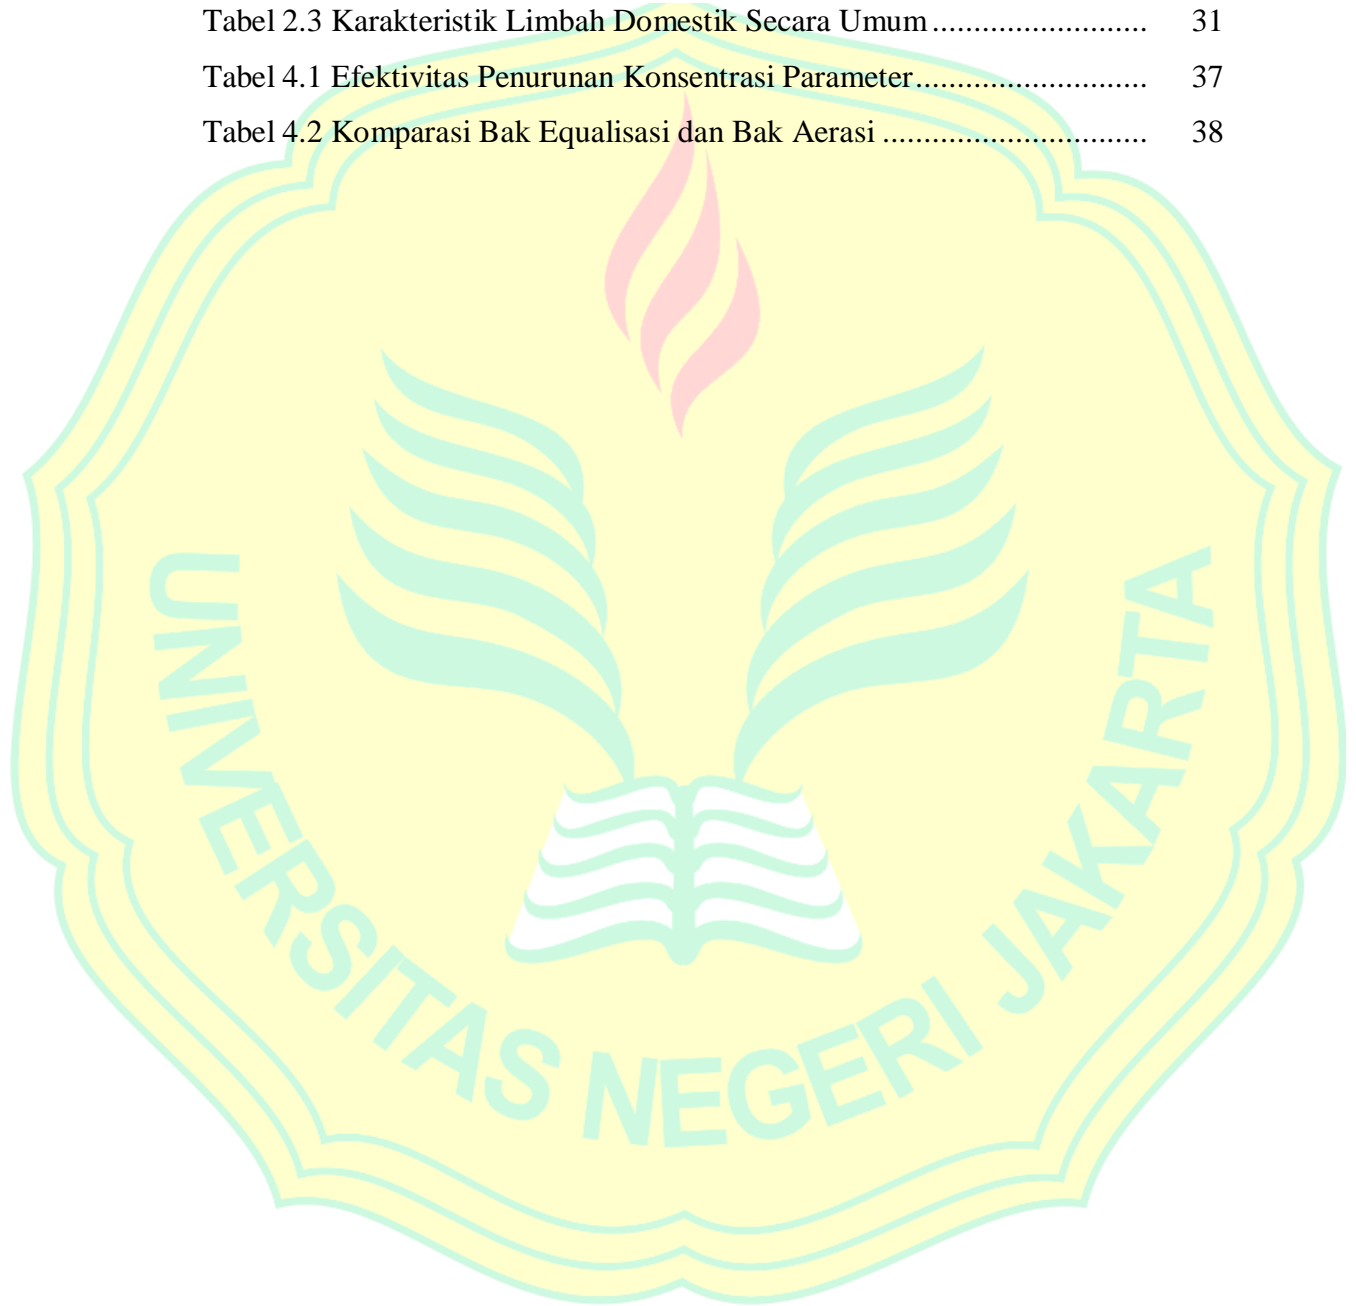 Tabel 2.3 Karakteristik Limbah Domestik Secara Umum .......................... 31
Tabel 4.1 Efektivitas Penurunan Konsentrasi Parameter............................ 37
Tabel 4.2 Komparasi Bak Equalisasi dan Bak Aerasi ................................ 38
UNIVERSITAS NEGERI JAKARTA